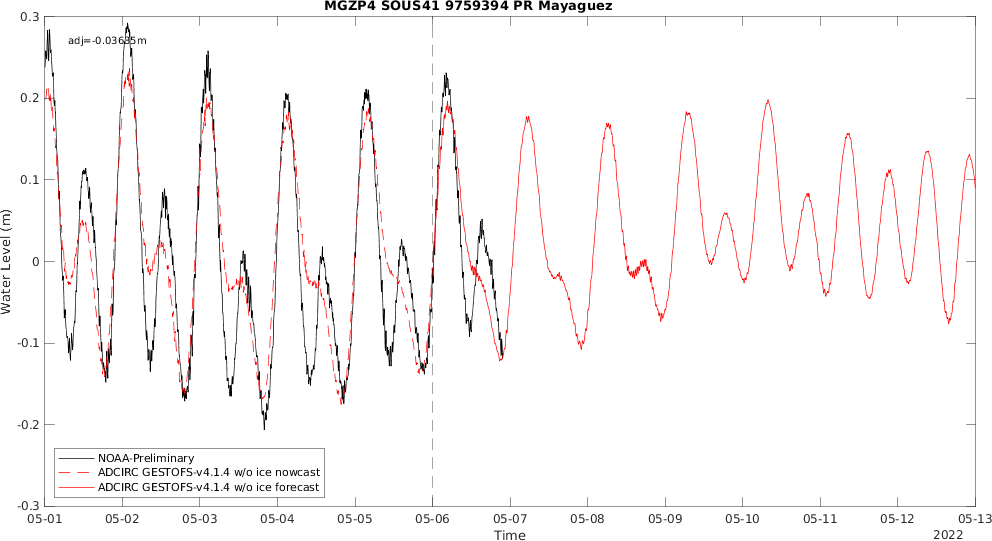 MGZP4 SOUS41 9759394 PR Mayaguez
adj=-0.03635m
Water Level (m)
0.3
0.2
0.1
0
-0.1
-0.2
-0.3
NOAA-Preliminary
ADCIRC GESTOFS-v4.1.4 w/o ice nowcast
ADCIRC GESTOFS-v4.1.4 w/o ice forecast
05-01 05-02 05-03 05-04 05-05 05-06 05-07 05-08 05-09 05-10 05-11 05-12 05-13
Time
2022